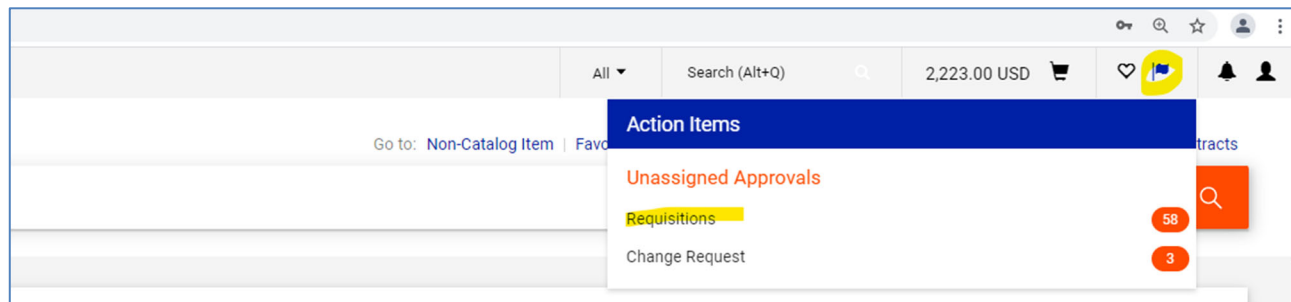 All Search (Alt+Q) 2,223.00 USD
Action Items
Go to: Non-Catalog Item | Favo
tracts
Unassigned Approvals
Requisitions 58
Change Request 3